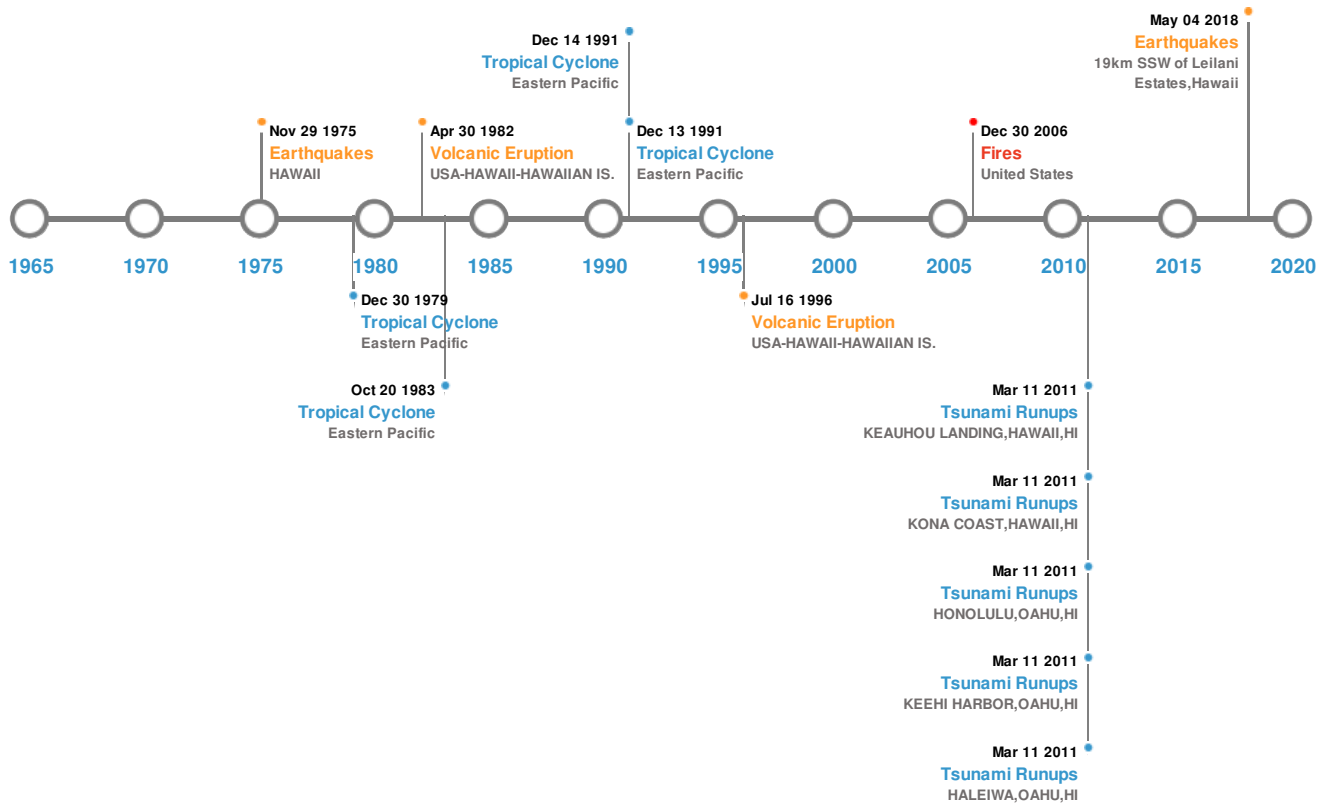 May 04 2018
Earthquakes
19km SSW of Leilani
Estates,Hawaii
Dec 14 1991
Tropical Cyclone
Eastern Pacific
Nov 29 1975
Earthquakes
HAWAII
Apr 30 1982
Volcanic Eruption
USA-HAWAII-HAWAIIAN IS.
Dec 13 1991
Tropical Cyclone
Eastern Pacific
Dec 30 2006
Fires
United States
1965 1970 1975 1980 1985 1990 1995 2000 2005 2010 2015 2020
Dec 30 1979
Tropical Cyclone
Eastern Pacific
Jul 16 1996
Volcanic Eruption
USA-HAWAII-HAWAIIAN IS.
Oct 20 1983
Tropical Cyclone
Eastern Pacific
Mar 11 2011
Tsunami Runups
KEAUHOU LANDING,HAWAII,HI
Mar 11 2011
Tsunami Runups
KONA COAST,HAWAII,HI
Mar 11 2011
Tsunami Runups
HONOLULU,OAHU,HI
Mar 11 2011
Tsunami Runups
KEEHI HARBOR,OAHU,HI
Mar 11 2011
Tsunami Runups
HALEIWA,OAHU,HI